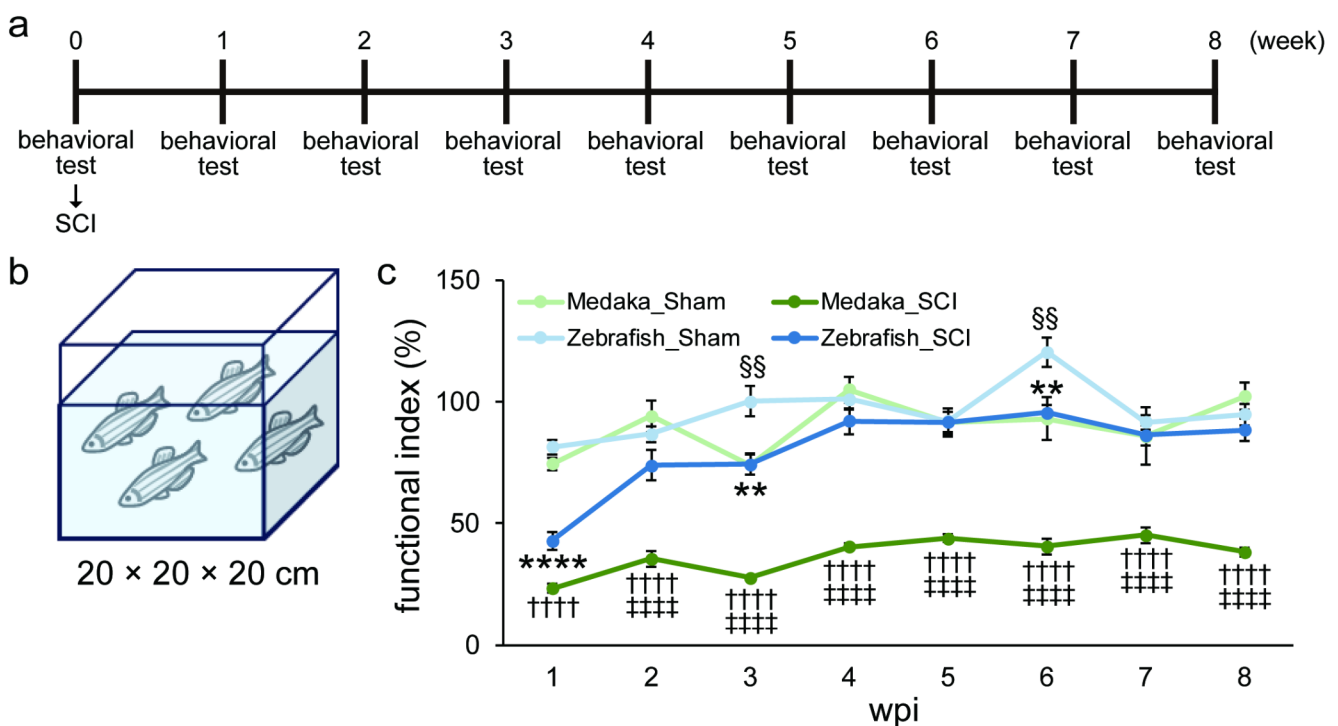 a
0 1 2 3 4 5 6 7 8 (week)
behavioral behavioral behavioral behavioral behavioral behavioral behavioral behavioral behavioral
test test test test test test test test test
↓
SCI
b
20 × 20 × 20 cm
c
150
Medaka_Sham Medaka_SCI
Zebrafish_Sham Zebrafish_SCI
functional index (%)
§§
§§
**
100
**
50
****
††††
††††
‡‡‡‡
††††
‡‡‡‡
††††
‡‡‡‡
††††
‡‡‡‡
††††
‡‡‡‡
††††
‡‡‡‡
††††
‡‡‡‡
0
1 2 3 4 5 6 7 8
wpi